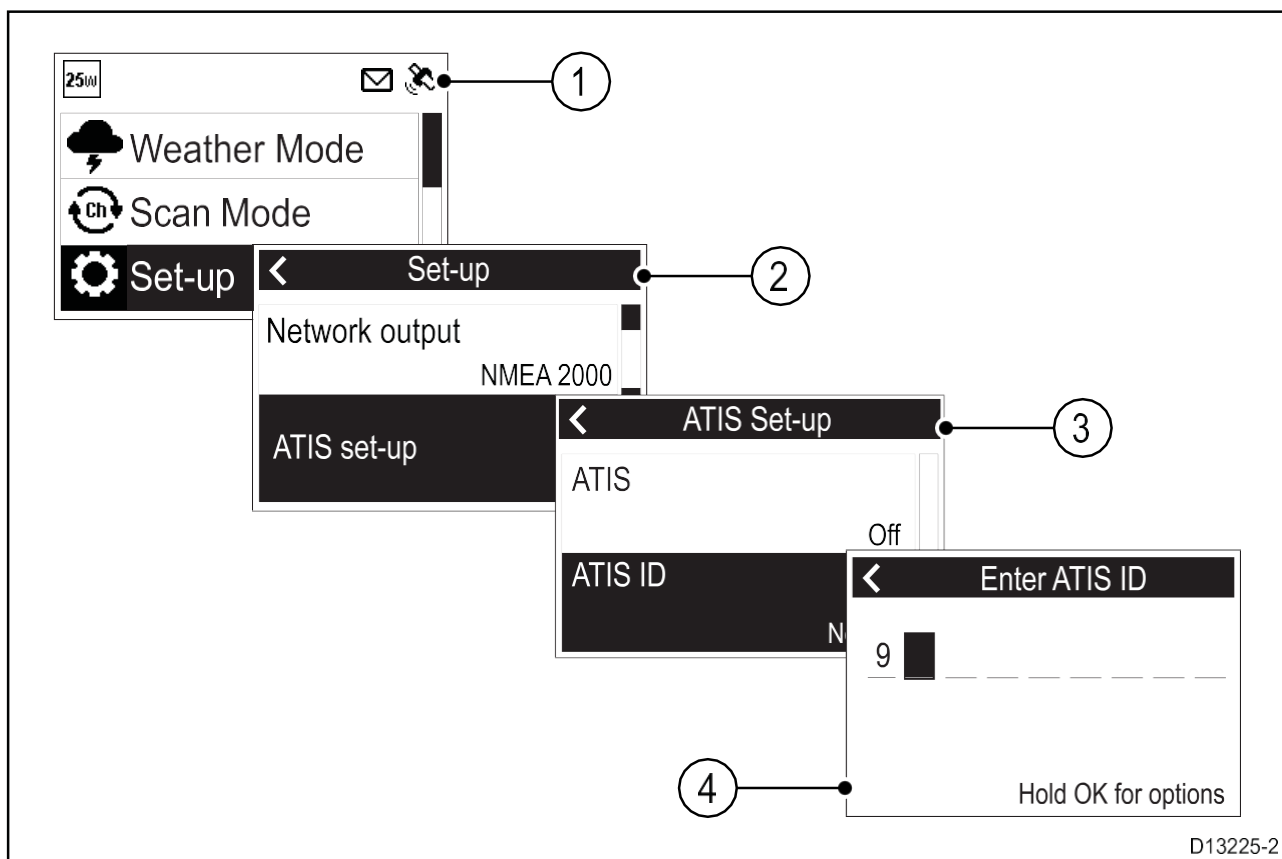 25W
1
Weather Mode
Ch
Scan Mode
Set-up
Set-up
2
Network output
NMEA 2000
ATIS set-up
ATIS Set-up
3
ATIS
Off
ATIS ID
Enter ATIS ID
9
4
Hold OK for options
D13225-2